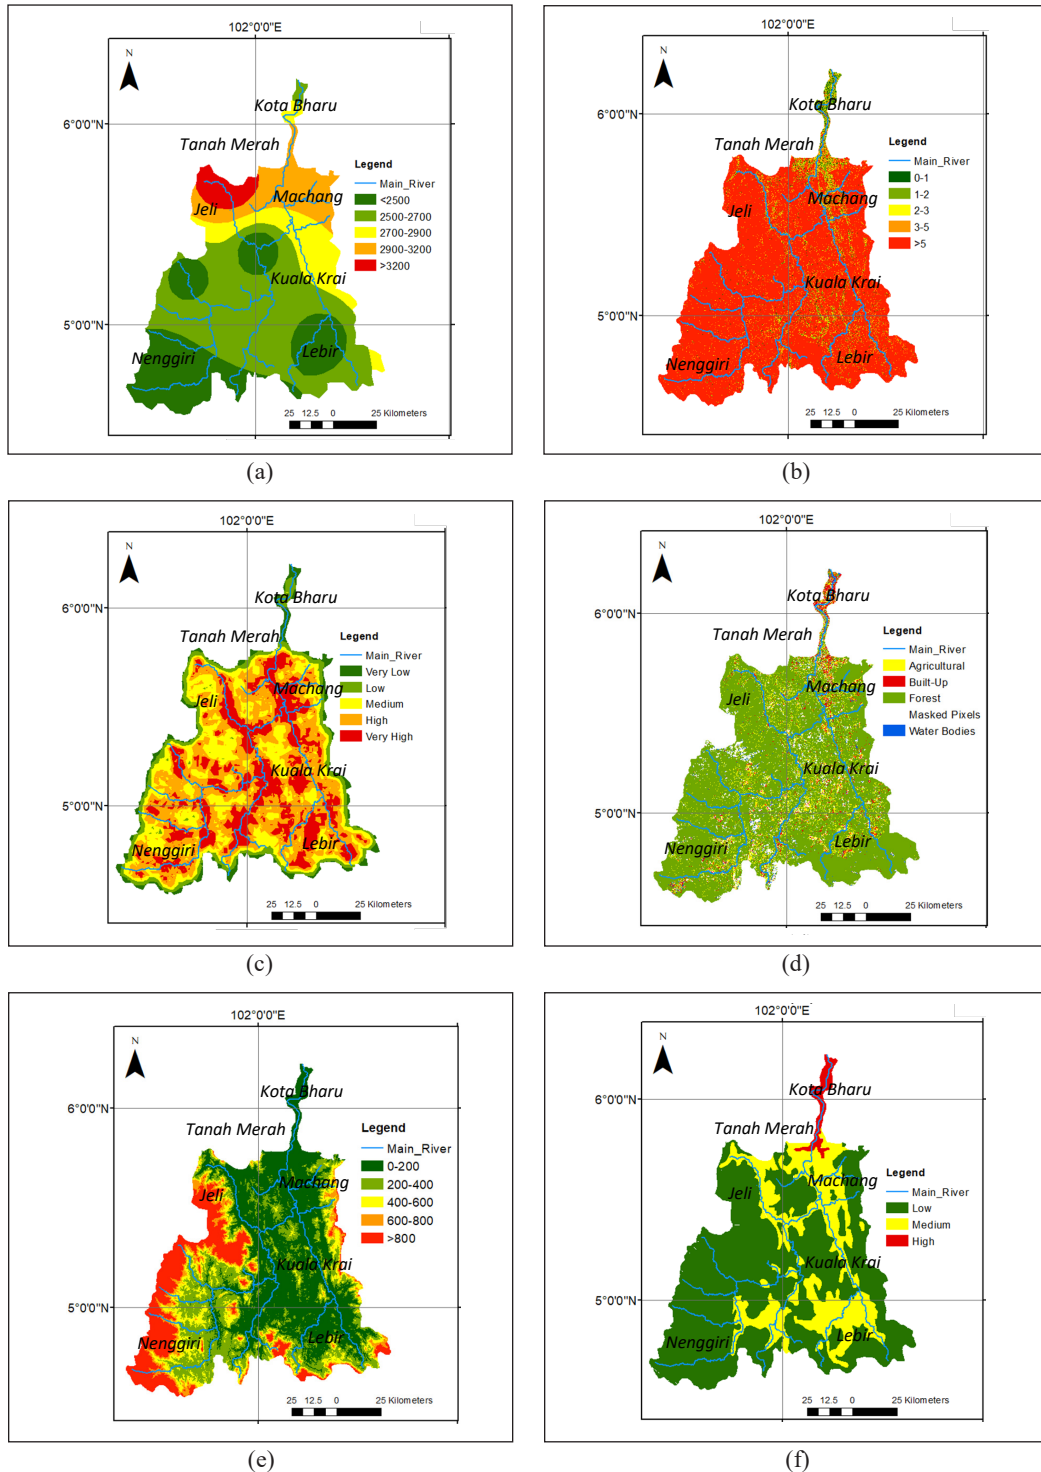 102°0'0"E
N
Kota Bharu
6°0'0"N
Tanah Merah
Legend
Main_River
<2500
2500-2700
2700-2900
2900-3200
>3200
Machang
Jeli
Kuala Krai
5°0'0"N
Nenggiri
Lebir
25 12.5 0 25 Kilometers
(a)
102°0'0"E
N
Kota Bharu
6°0'0"N
Tanah Merah
Legend
Main_River
0-1
1-2
2-3
3-5
>5
Machang
Jeli
Kuala Krai
5°0'0"N
Nenggiri
Lebir
25 12.5 0 25 Kilometers
(b)
102°0'0"E
N
Kota Bharu
6°0'0"N
Tanah Merah
Legend
Main_River
Very Low
Low
Medium
High
Very High
Machang
Jeli
Kuala Krai
5°0'0"N
Nenggiri
Lebir
25 12.5 0 25 Kilometers
(c)
102°0'0"E
N
Kota Bharu
6°0'0"N
Tanah Merah
Legend
Main_River
Agricultural
Built-Up
Forest
Masked Pixels
Water Bodies
Machang
Jeli
Kuala Krai
5°0'0"N
Nenggiri
Lebir
25 12.5 0 25 Kilometers
(d)
102°0'0"E
N
Kota Bharu
6°0'0"N
Tanah Merah
Legend
Main_River
0-200
200-400
400-600
600-800
>800
Machang
Jeli
Kuala Krai
5°0'0"N
Nenggiri
Lebir
25 12.5 0 25 Kilometers
(e)
102°0'0"E
N
Kota Bharu
6°0'0"N
Tanah Merah
Legend
Main_River
Low
Medium
High
Machang
Jeli
Kuala Krai
5°0'0"N
Nenggiri
Lebir
25 12.5 0 25 Kilometers
(f)